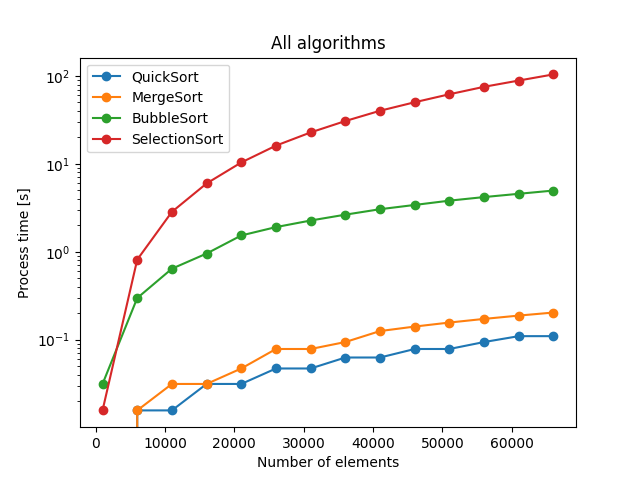 All algorithms
QuickSort
MergeSort
BubbleSort
SelectionSort
10²
10¹
10⁰
10⁻¹
Process time [s]
0 10000 20000 30000 40000 50000 60000
Number of elements